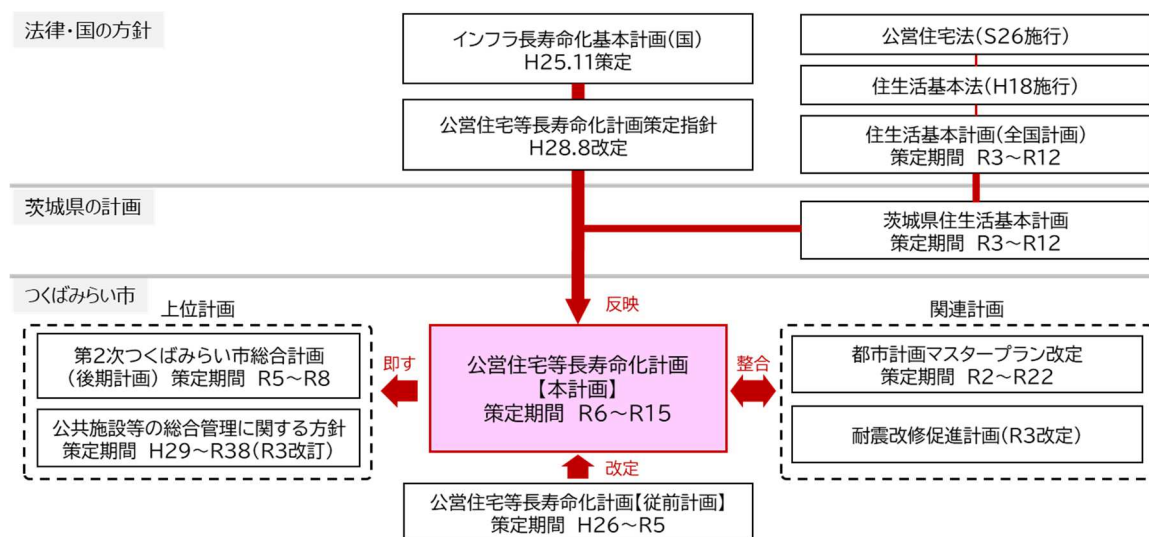 法律・国の方針
インフラ長寿命化基本計画(国)
H25.11策定
公営住宅等長寿命化計画策定指針
H28.8改定
公営住宅法(S26施行)
住生活基本法(H18施行)
住生活基本計画(全国計画)
策定期間 R3～R12
茨城県の計画
茨城県住生活基本計画
策定期間 R3～R12
つくばみらい市
上位計画
第2次つくばみらい市総合計画
(後期計画) 策定期間 R5～R8
公共施設等の総合管理に関する方針
策定期間 H29～R38(R3改訂)
即す
反映
公営住宅等長寿命化計画
【本計画】
策定期間 R6～R15
整合
関連計画
都市計画マスタープラン改定
策定期間 R2～R22
耐震改修促進計画(R3改定)
改定
公営住宅等長寿命化計画【従前計画】
策定期間 H26～R5